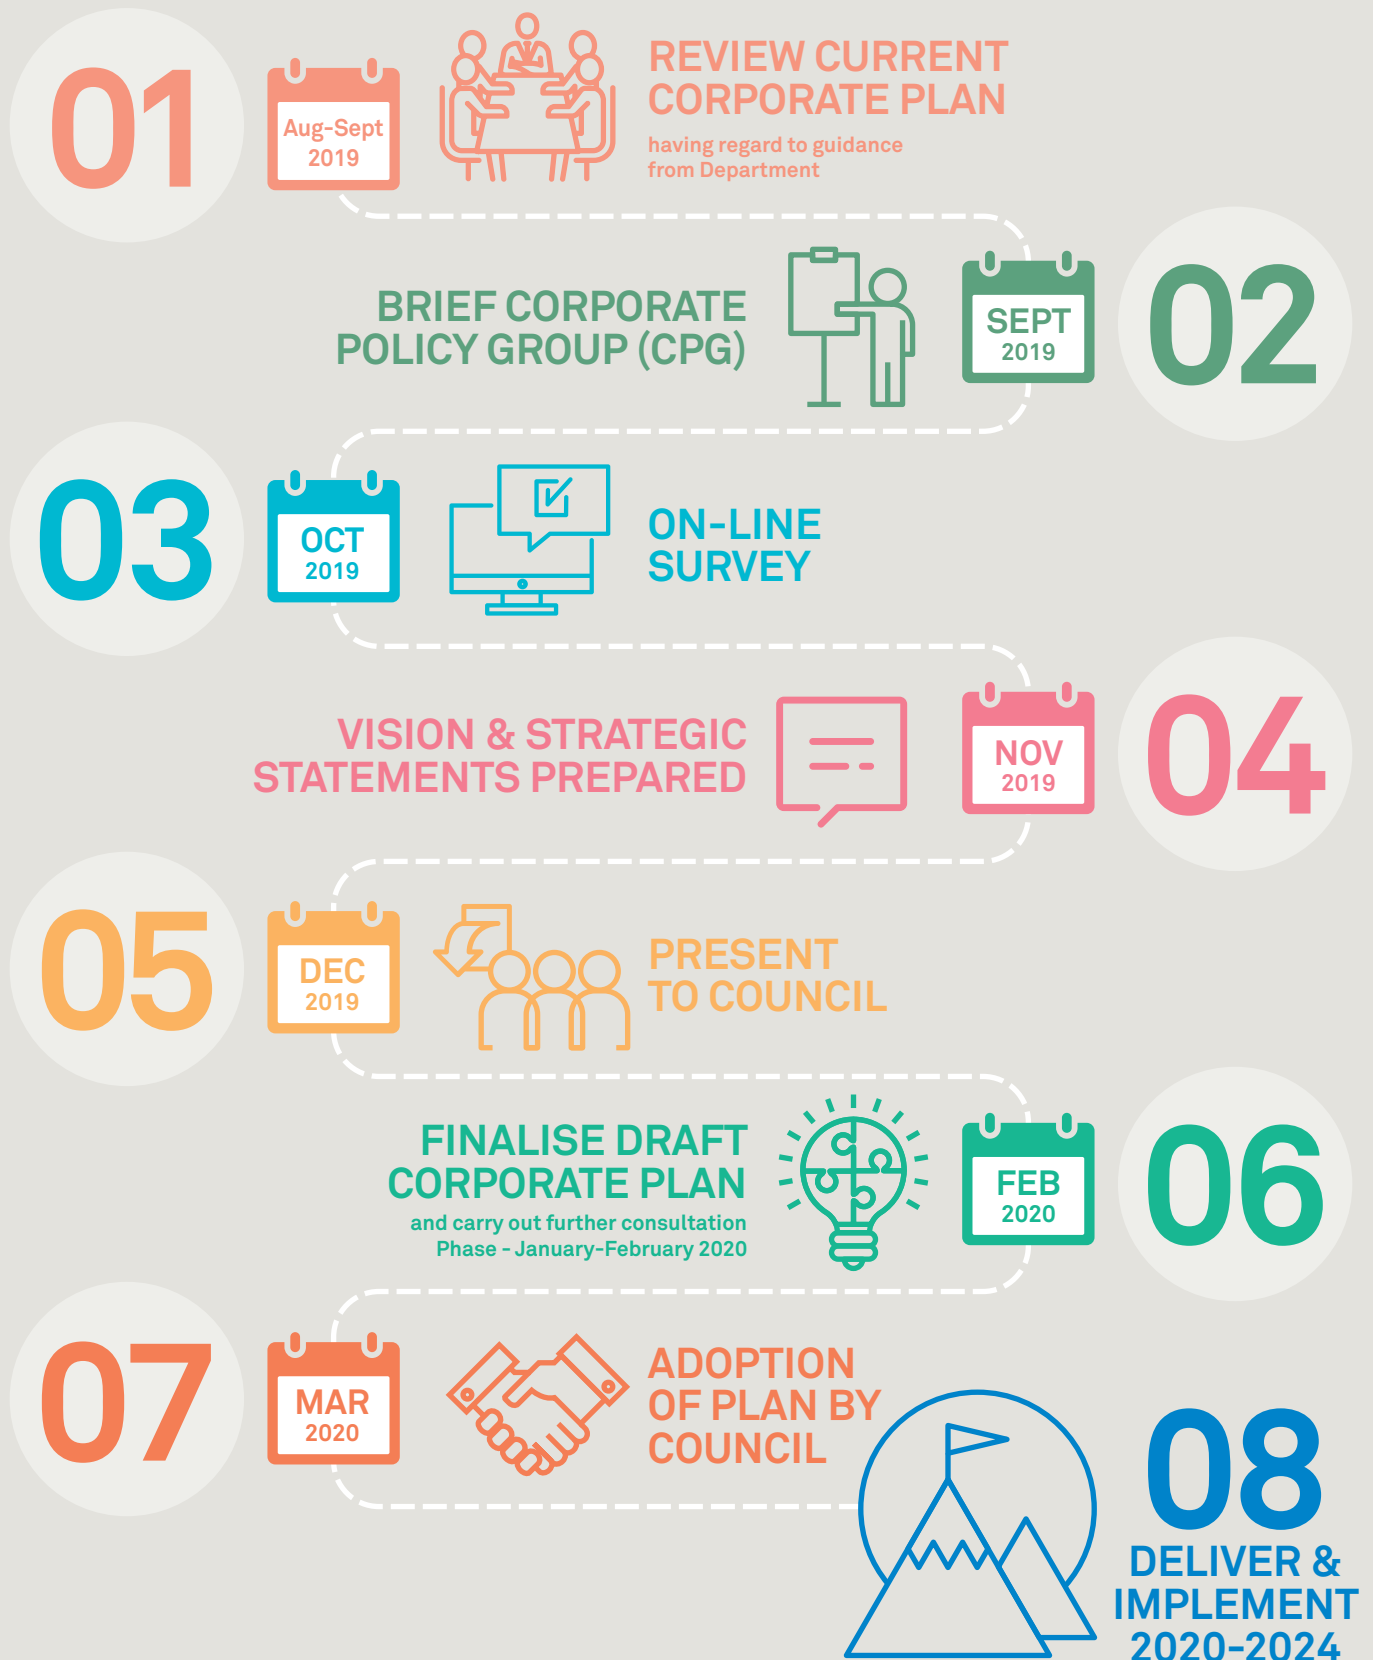 01
Aug-Sept
2019
REVIEW CURRENT
CORPORATE PLAN
having regard to guidance
from Department
BRIEF CORPORATE
POLICY GROUP (CPG)
SEPT
2019
02
03
OCT
2019
ON-LINE
SURVEY
VISION & STRATEGIC
STATEMENTS PREPARED
NOV
2019
04
05
DEC
2019
PRESENT
TO COUNCIL
FINALISE DRAFT
CORPORATE PLAN
and carry out further consultation
Phase - January-February 2020
FEB
2020
06
07
MAR
2020
ADOPTION
OF PLAN BY
COUNCIL
08
DELIVER &
IMPLEMENT
2020-2024